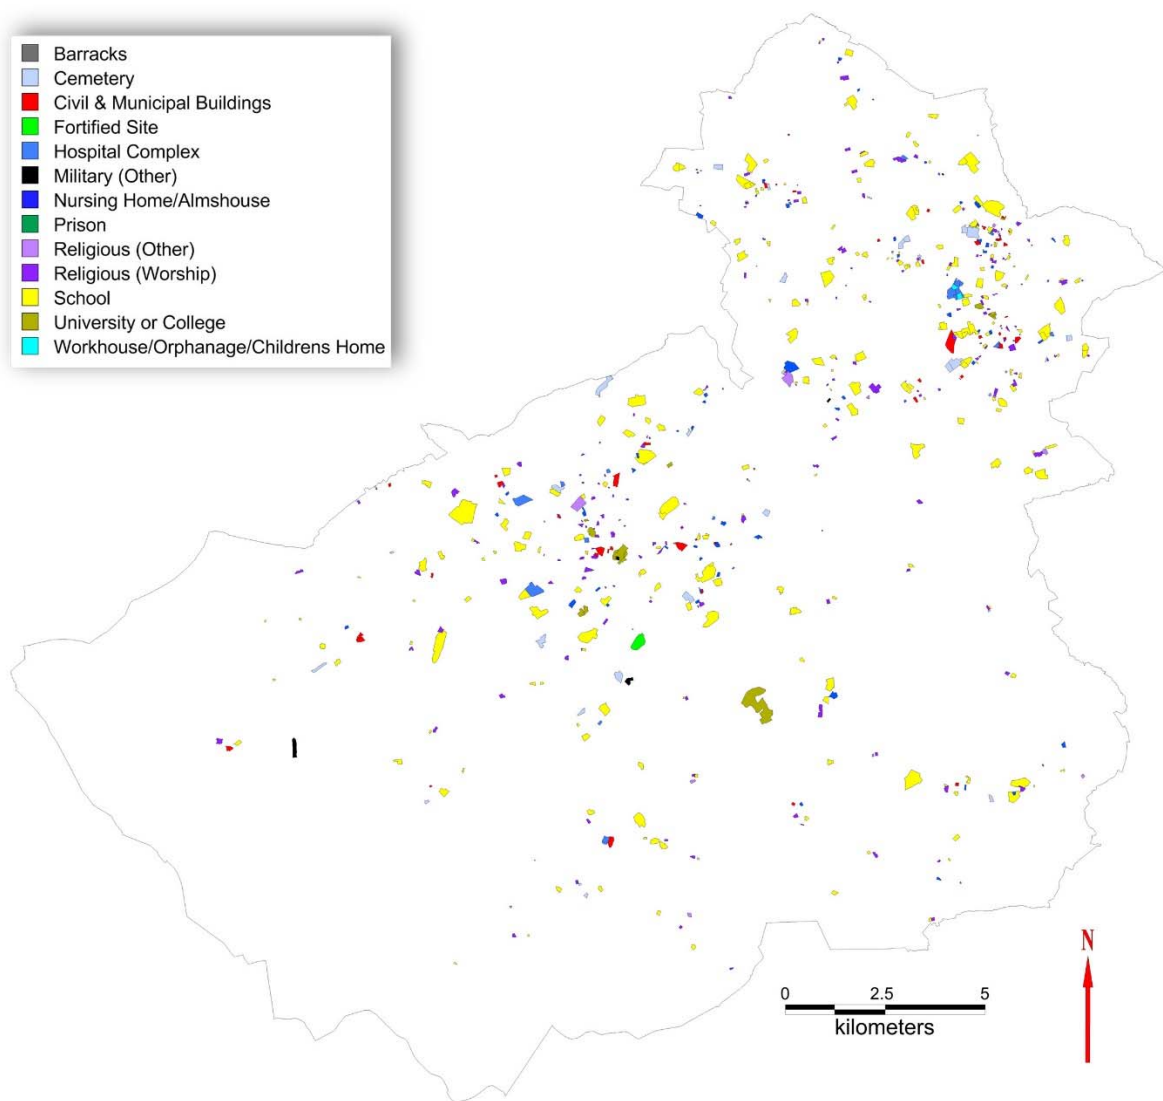 Barracks
Cemetery
Civil & Municipal Buildings
Fortified Site
Hospital Complex
Military (Other)
Nursing Home/Almshouse
Prison
Religious (Other)
Religious (Worship)
School
University or College
Workhouse/Orphanage/Childrens Home
N
0 2.5 5
kilometers